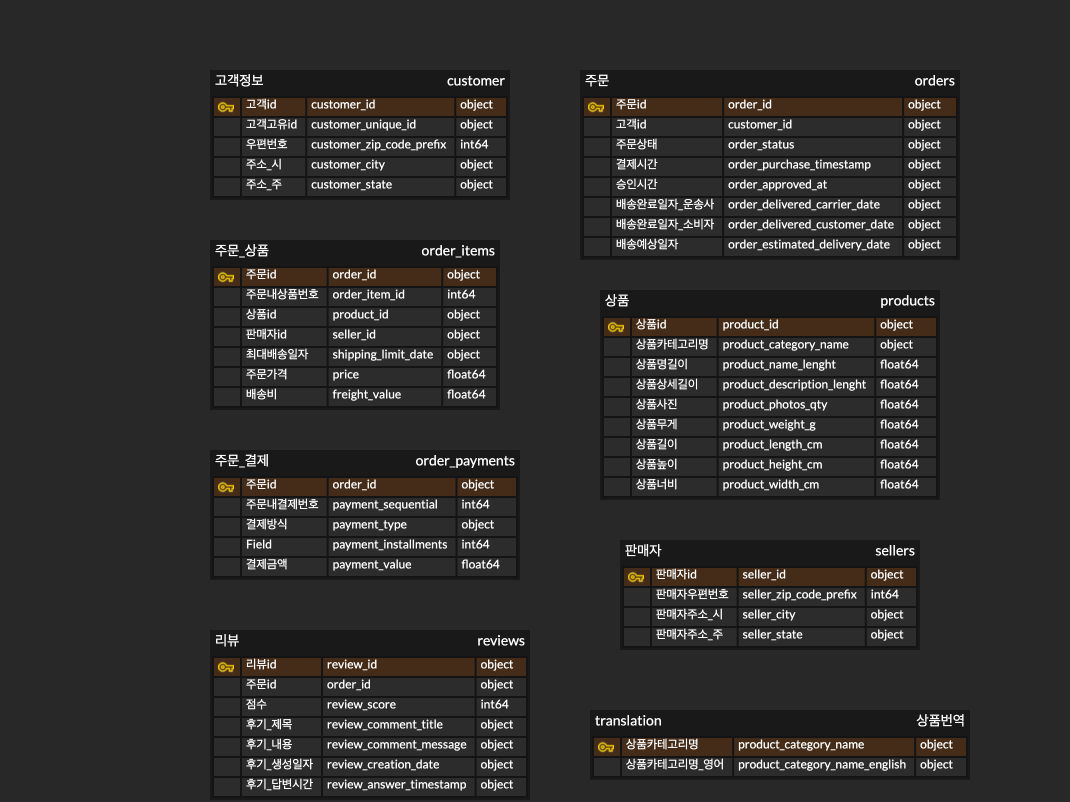 고객정보 customer
고객id customer_id object
고객고유id customer_unique_id object
우편번호 customer_zip_code_prefix int64
주소_시 customer_city object
주소_주 customer_state object
주문_상품 order_items
주문id order_id object
주문내상품번호 order_item_id int64
상품id product_id object
판매자id seller_id object
최대배송일자 shipping_limit_date object
주문가격 price float64
배송비 freight_value float64
주문_결제 order_payments
주문id order_id object
주문내결제번호 payment_sequential int64
결제방식 payment_type object
Field payment_installments int64
결제금액 payment_value float64
리뷰 reviews
리뷰id review_id object
주문id order_id object
점수 review_score int64
후기_제목 review_comment_title object
후기_내용 review_comment_message object
후기_생성일자 review_creation_date object
후기_답변시간 review_answer_timestamp object
주문 orders
주문id order_id object
고객id customer_id object
주문상태 order_status object
결제시간 order_purchase_timestamp object
승인시간 order_approved_at object
배송완료일자_운송사 order_delivered_carrier_date object
배송완료일자_소비자 order_delivered_customer_date object
배송예상일자 order_estimated_delivery_date object
상품 products
상품id product_id object
상품카테고리명 product_category_name object
상품명길이 product_name_lenght float64
상품상세길이 product_description_lenght float64
상품사진 product_photos_qty float64
상품무게 product_weight_g float64
상품길이 product_length_cm float64
상품높이 product_height_cm float64
상품너비 product_width_cm float64
판매자 sellers
판매자id seller_id object
판매자우편번호 seller_zip_code_prefix int64
판매자주소_시 seller_city object
판매자주소_주 seller_state object
translation 상품번역
상품카테고리명 product_category_name object
상품카테고리명_영어 product_category_name_english object